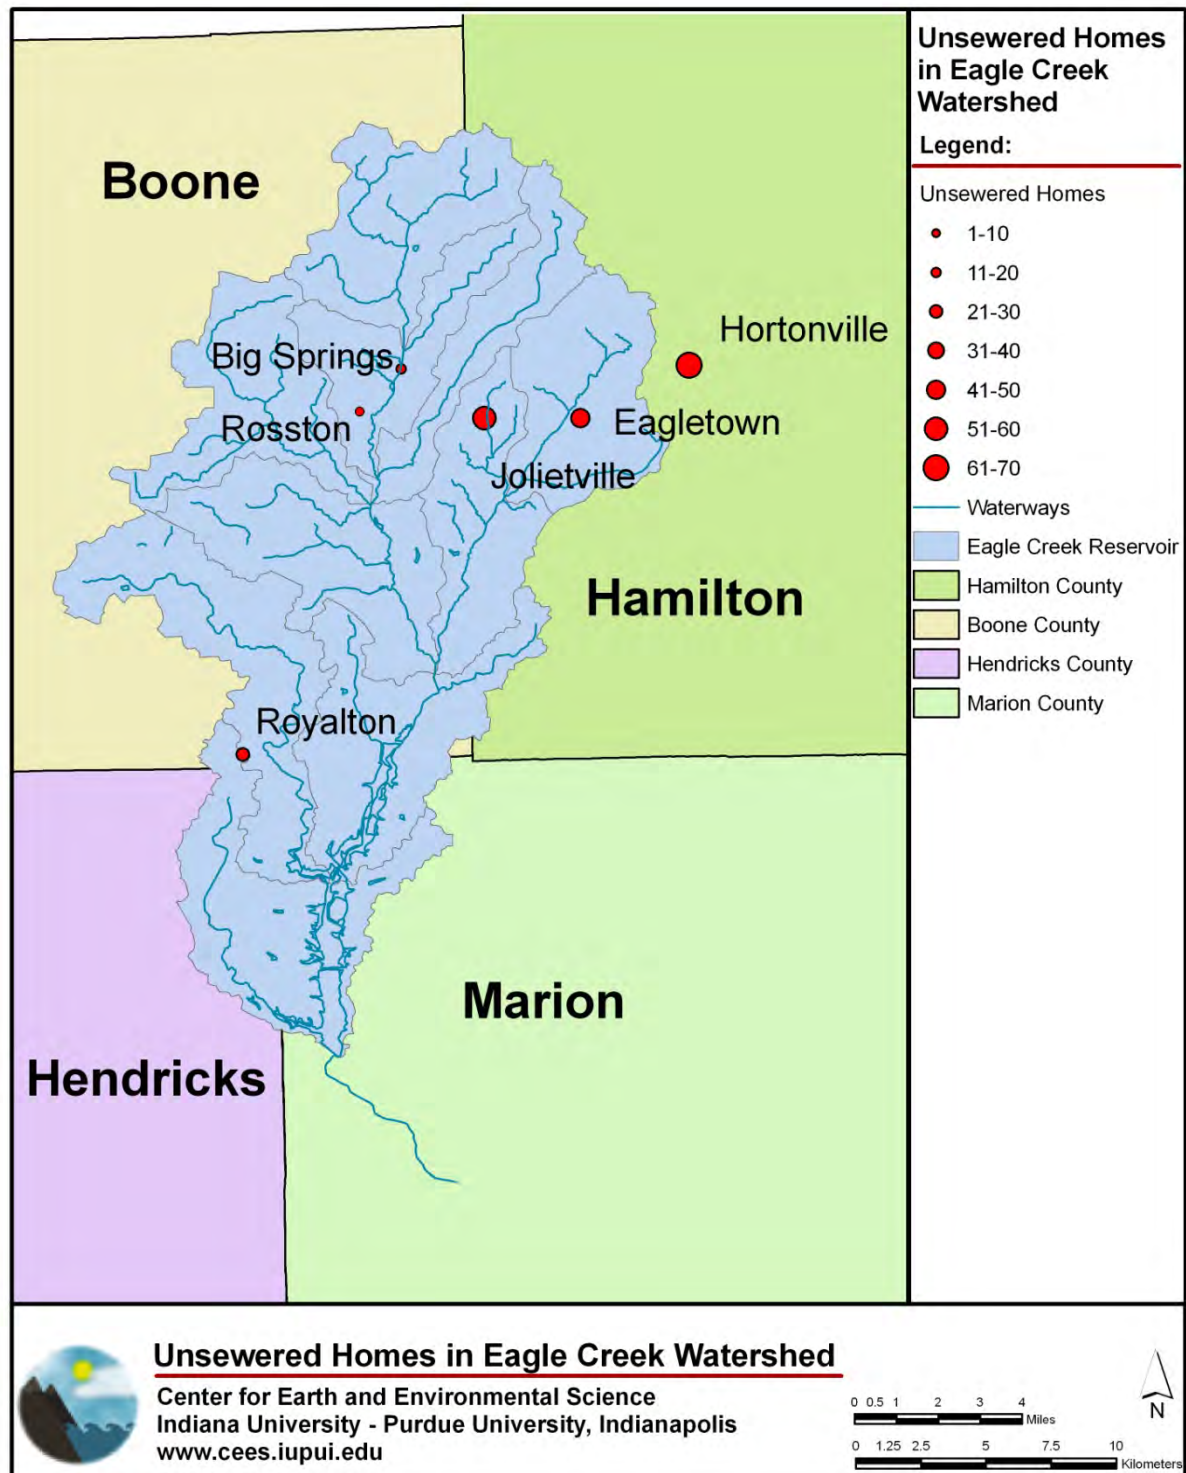 Unsewered Homes
in Eagle Creek
Watershed
Legend:
Unsewered Homes
1-10
11-20
21-30
31-40
41-50
51-60
61-70
Waterways
Eagle Creek Reservoir
Hamilton County
Boone County
Hendricks County
Marion County
Boone
Hortonville
Big Springs
Rosston
Eagletown
Jolietville
Hamilton
Royalton
Marion
Hendricks
Unsewered Homes in Eagle Creek Watershed
Center for Earth and Environmental Science
Indiana University - Purdue University, Indianapolis
www.cees.iupui.edu
0 0.5 1 2 3 4
Miles
0 1.25 2.5 5 7.5 10
Kilometers
N